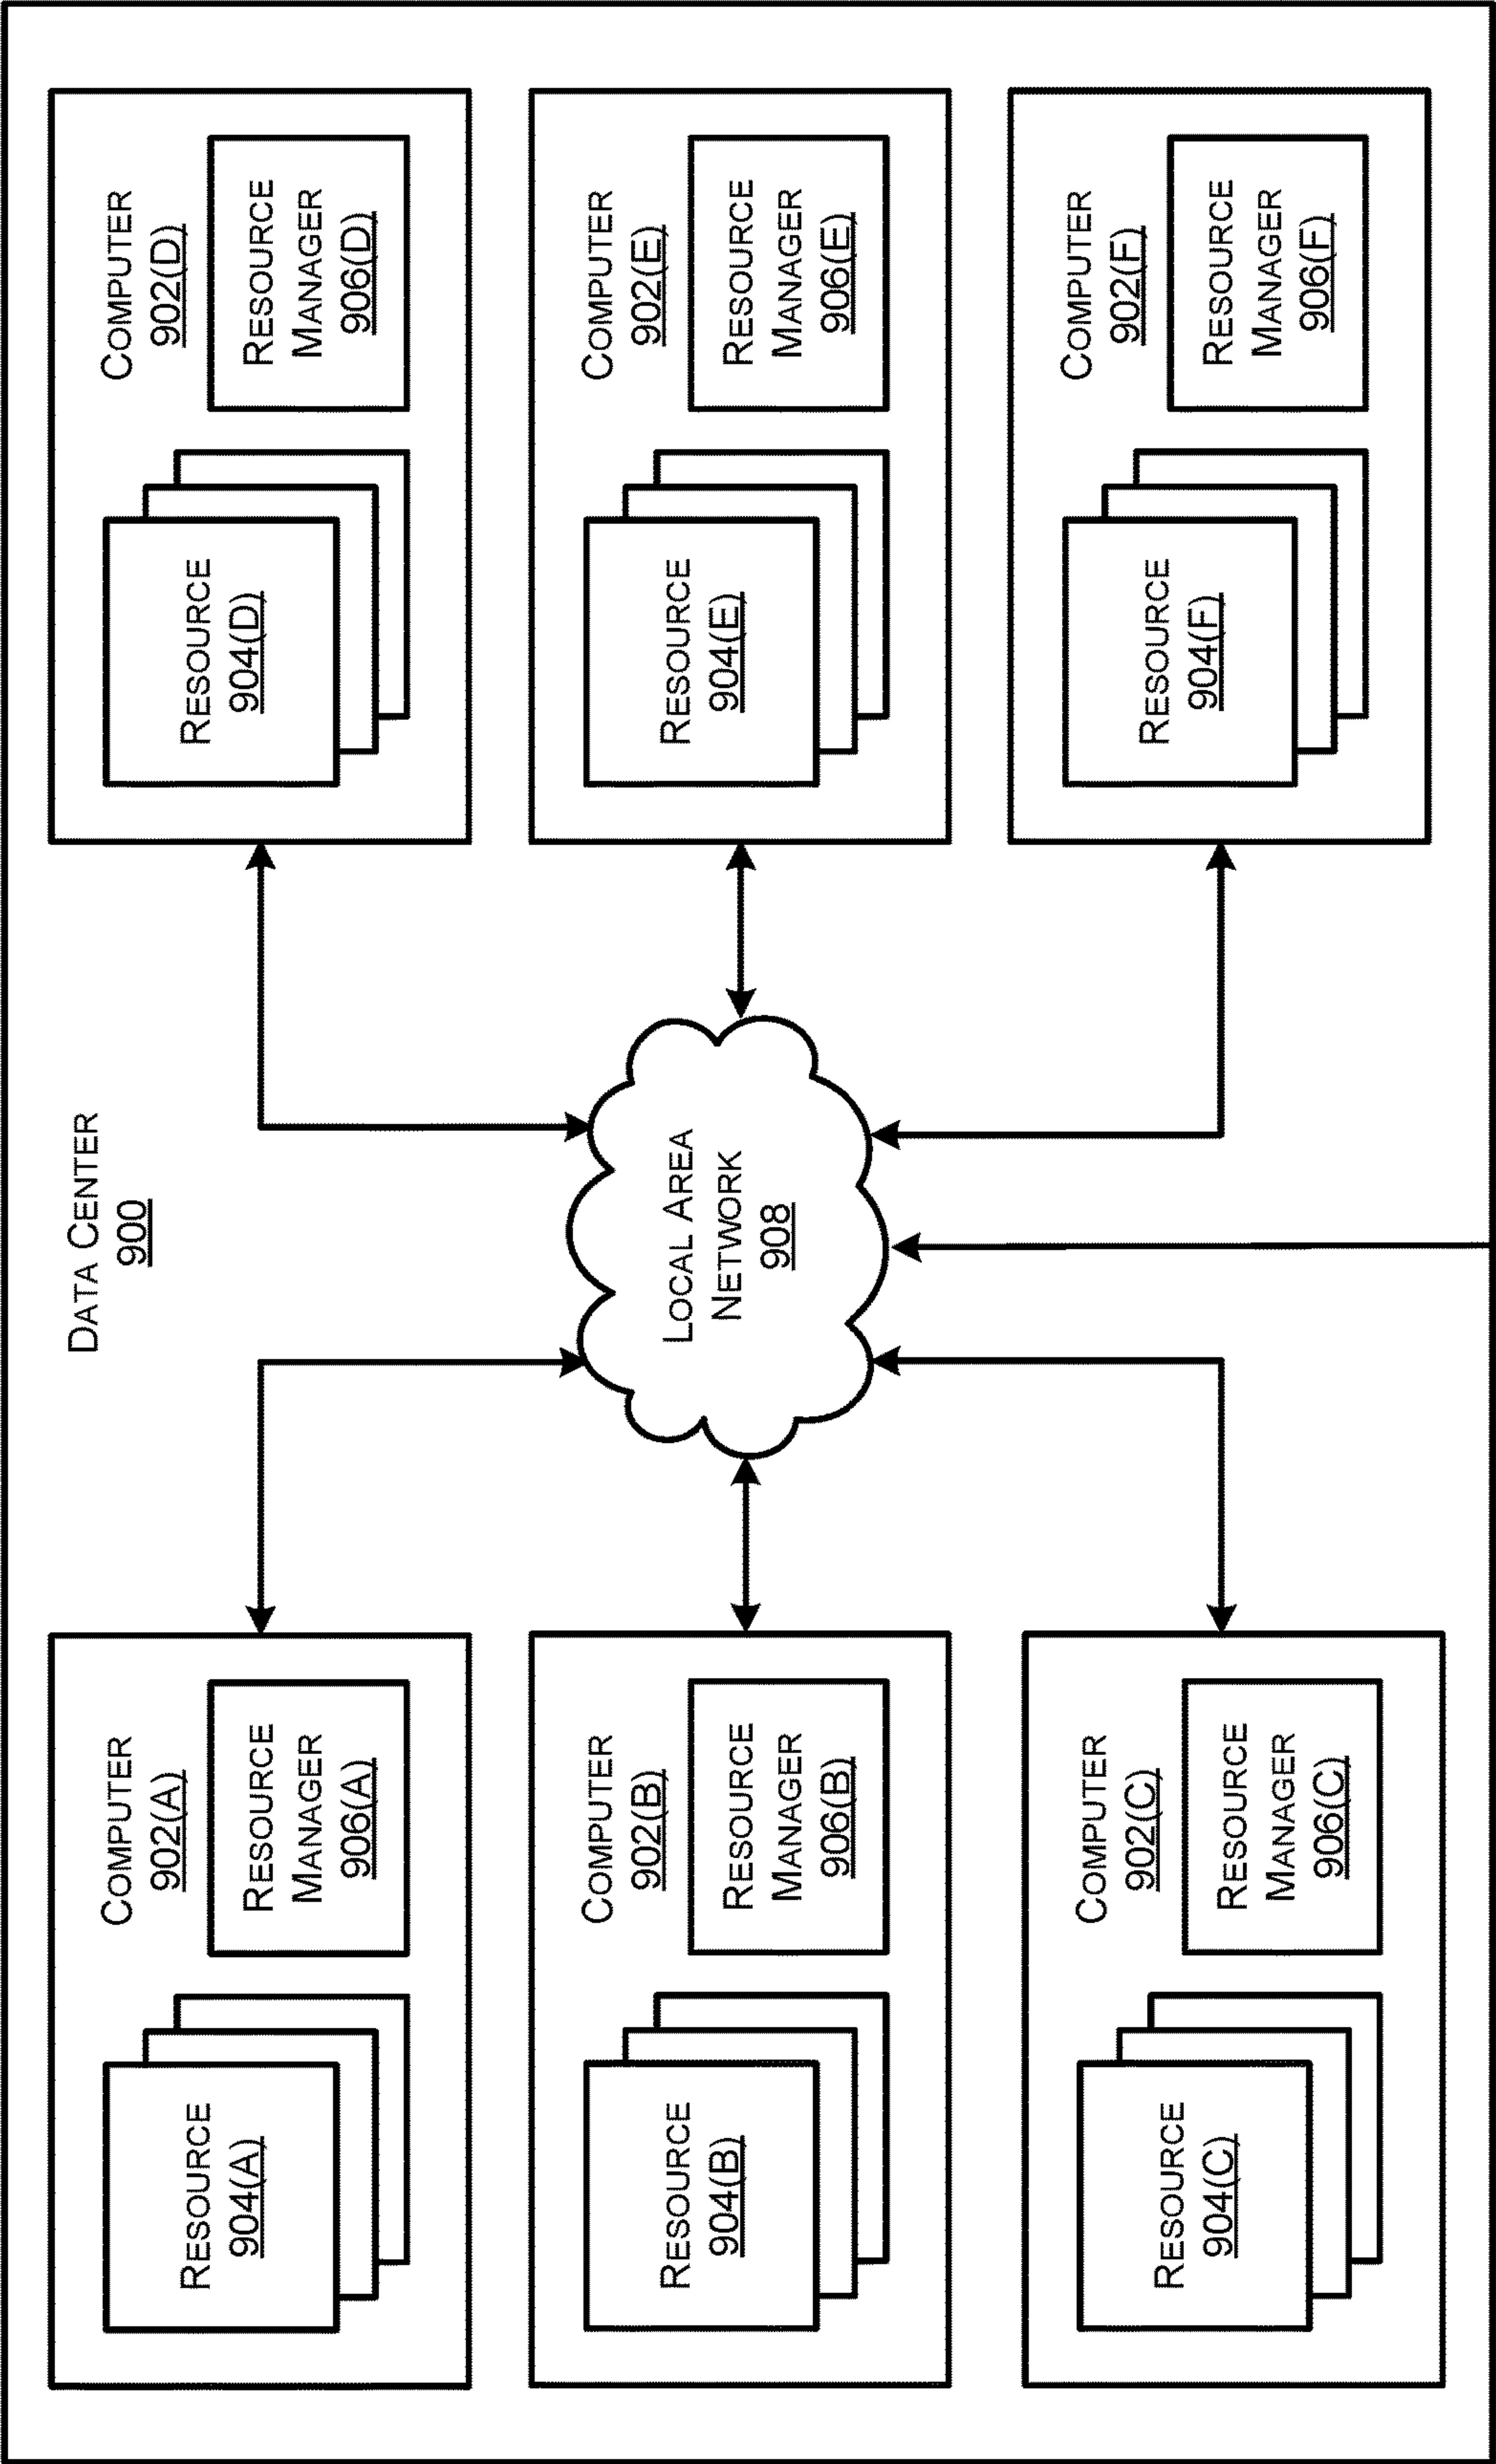 DATA CENTER
900
COMPUTER
902(A)
RESOURCE
904(A)
RESOURCE
MANAGER
906(A)
COMPUTER
902(D)
RESOURCE
904(D)
RESOURCE
MANAGER
906(D)
COMPUTER
902(B)
RESOURCE
904(B)
RESOURCE
MANAGER
906(B)
LOCAL AREA
NETWORK
908
COMPUTER
902(E)
RESOURCE
904(E)
RESOURCE
MANAGER
906(E)
COMPUTER
902(C)
RESOURCE
904(C)
RESOURCE
MANAGER
906(C)
COMPUTER
902(F)
RESOURCE
904(F)
RESOURCE
MANAGER
906(F)